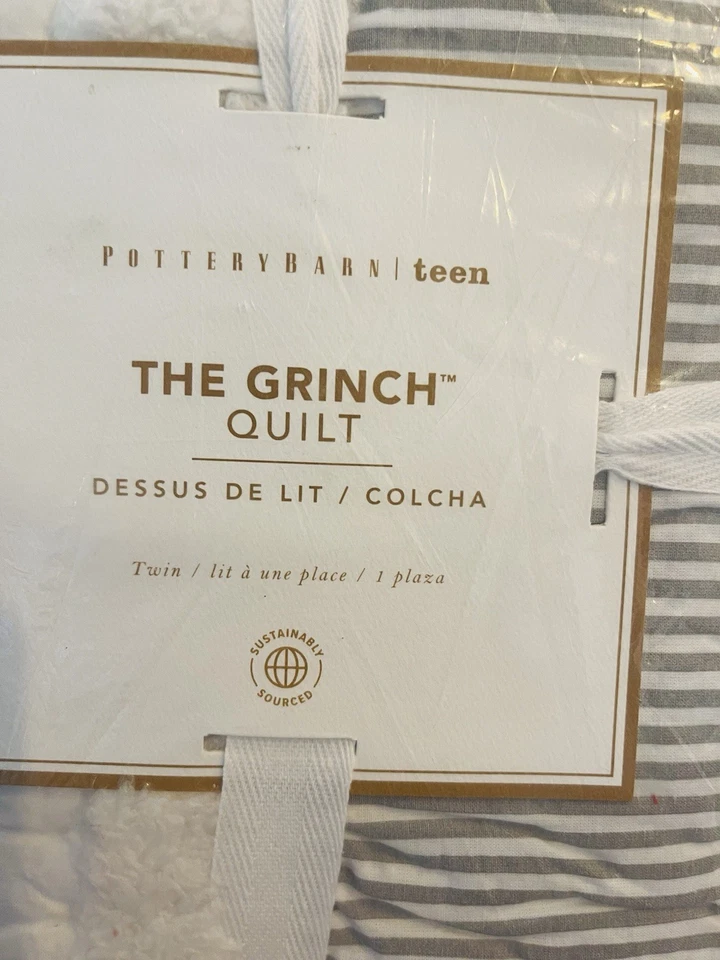 POTTERYBARN | teen
THE GRINCH™
QUILT
DESSUS DE LIT / COLCHA
Twin / lit à une place / 1 plaza
SUSTAINABLY
SOURCED